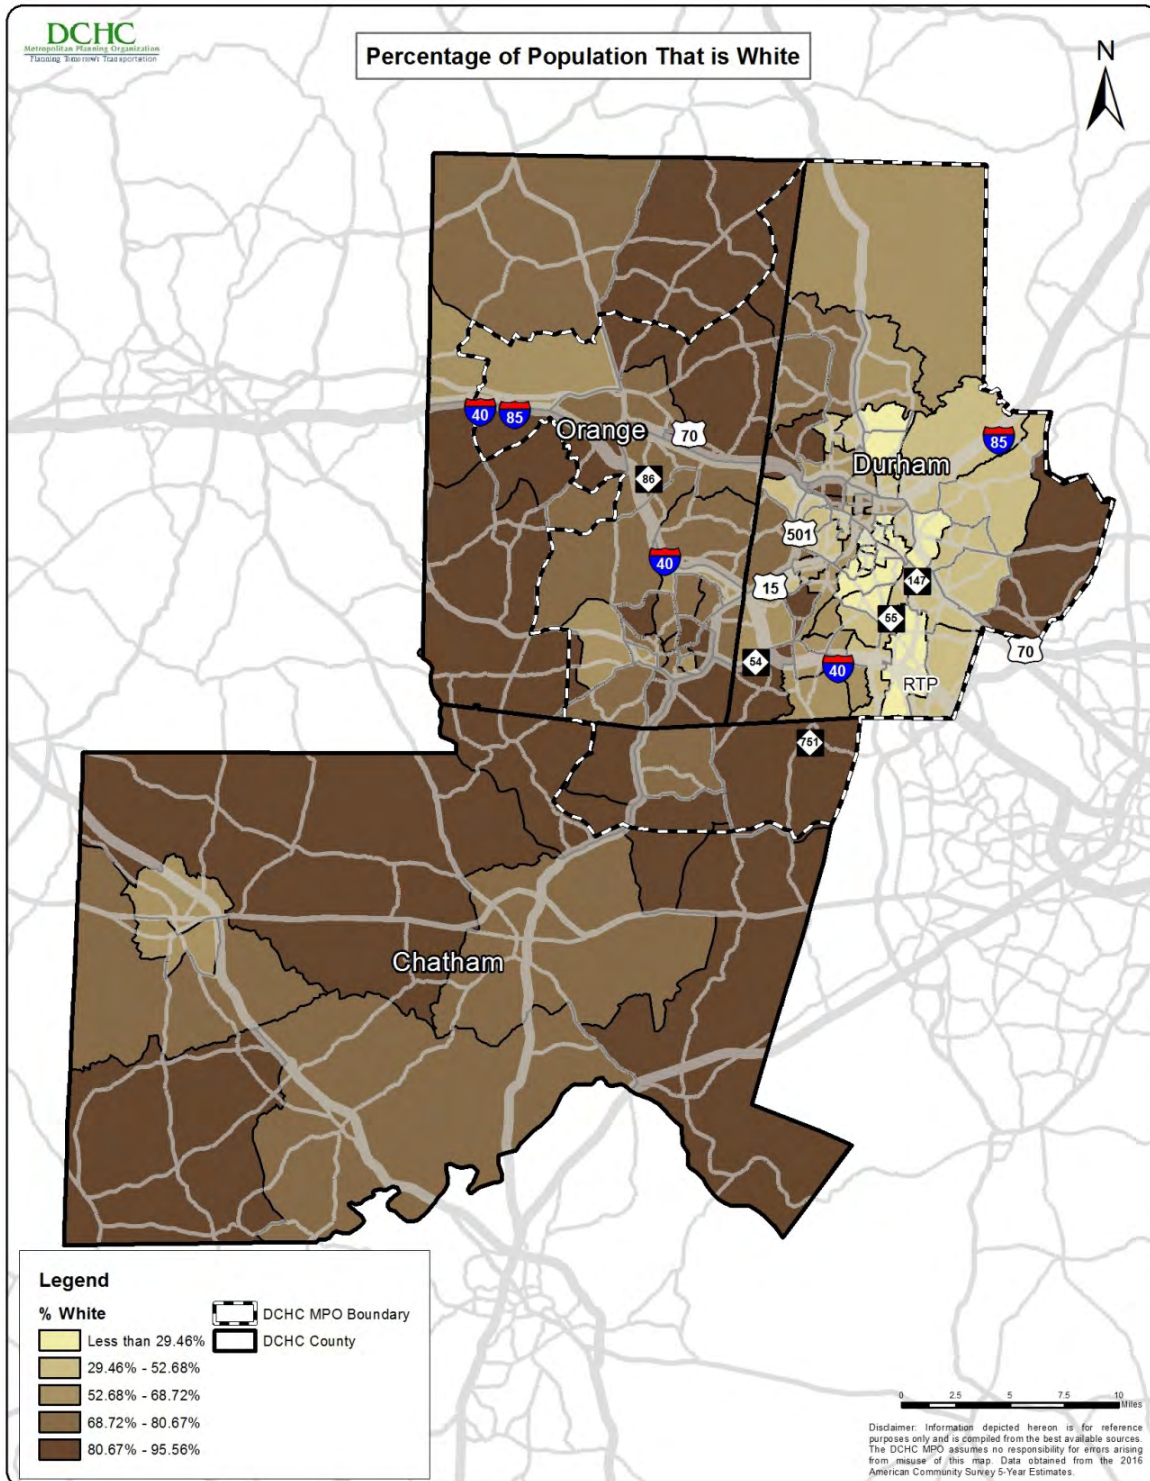 DCHC
Metropolitan Planning Organization
Planning Tomorrow's Transportation
Percentage of Population That is White
N
40
85
Orange
70
86
Durham
85
501
40
15
147
55
54
40
RTP
70
751
Chatham
Legend
% White
Less than 29.46%
29.46% - 52.68%
52.68% - 68.72%
68.72% - 80.67%
80.67% - 95.56%
DCHC MPO Boundary
DCHC County
0 2.5 5 7.5 10
Miles
Disclaimer: Information depicted hereon is for reference
purposes only and is compiled from the best available sources.
The DCHC MPO assumes no responsibility for errors arising
from misuse of this map. Data obtained from the 2016
American Community Survey 5-Year Estimates.